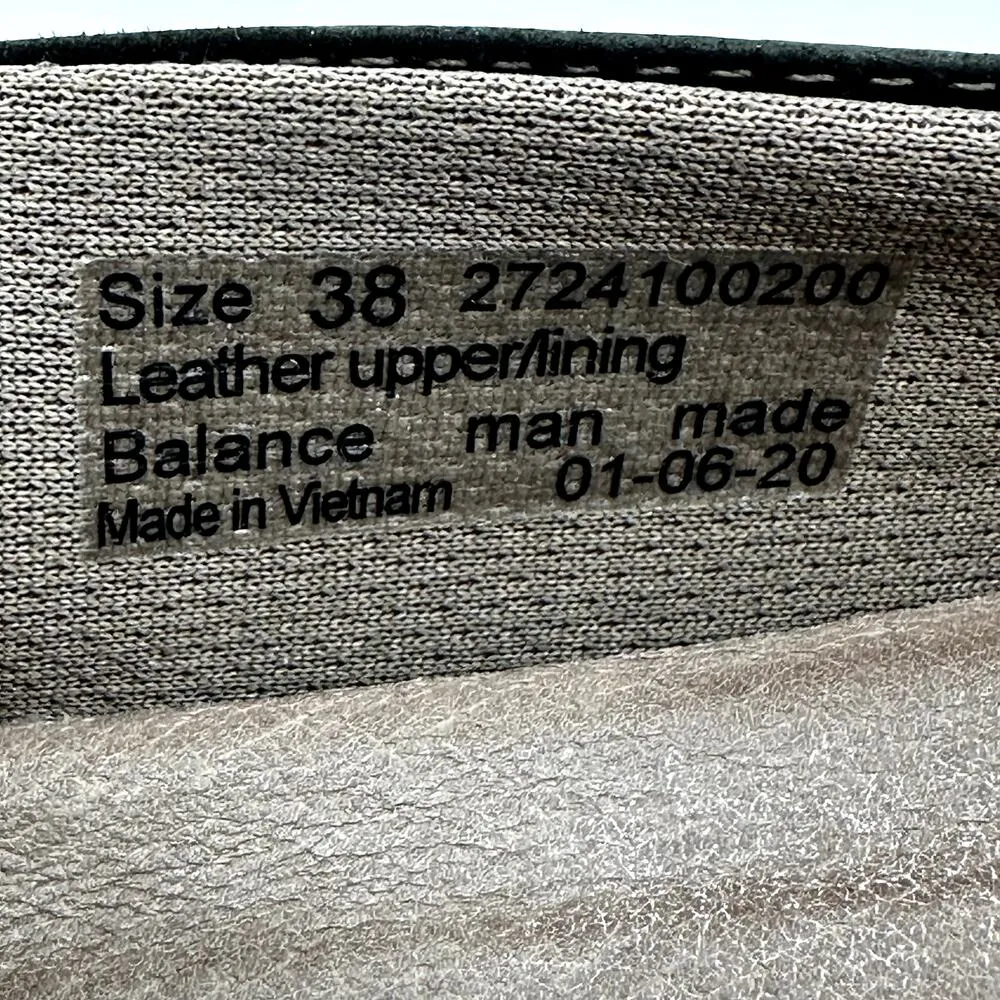 Size 38 2724100200
Leather upper/lining
Balance man made
Made in Vietnam 01-06-20